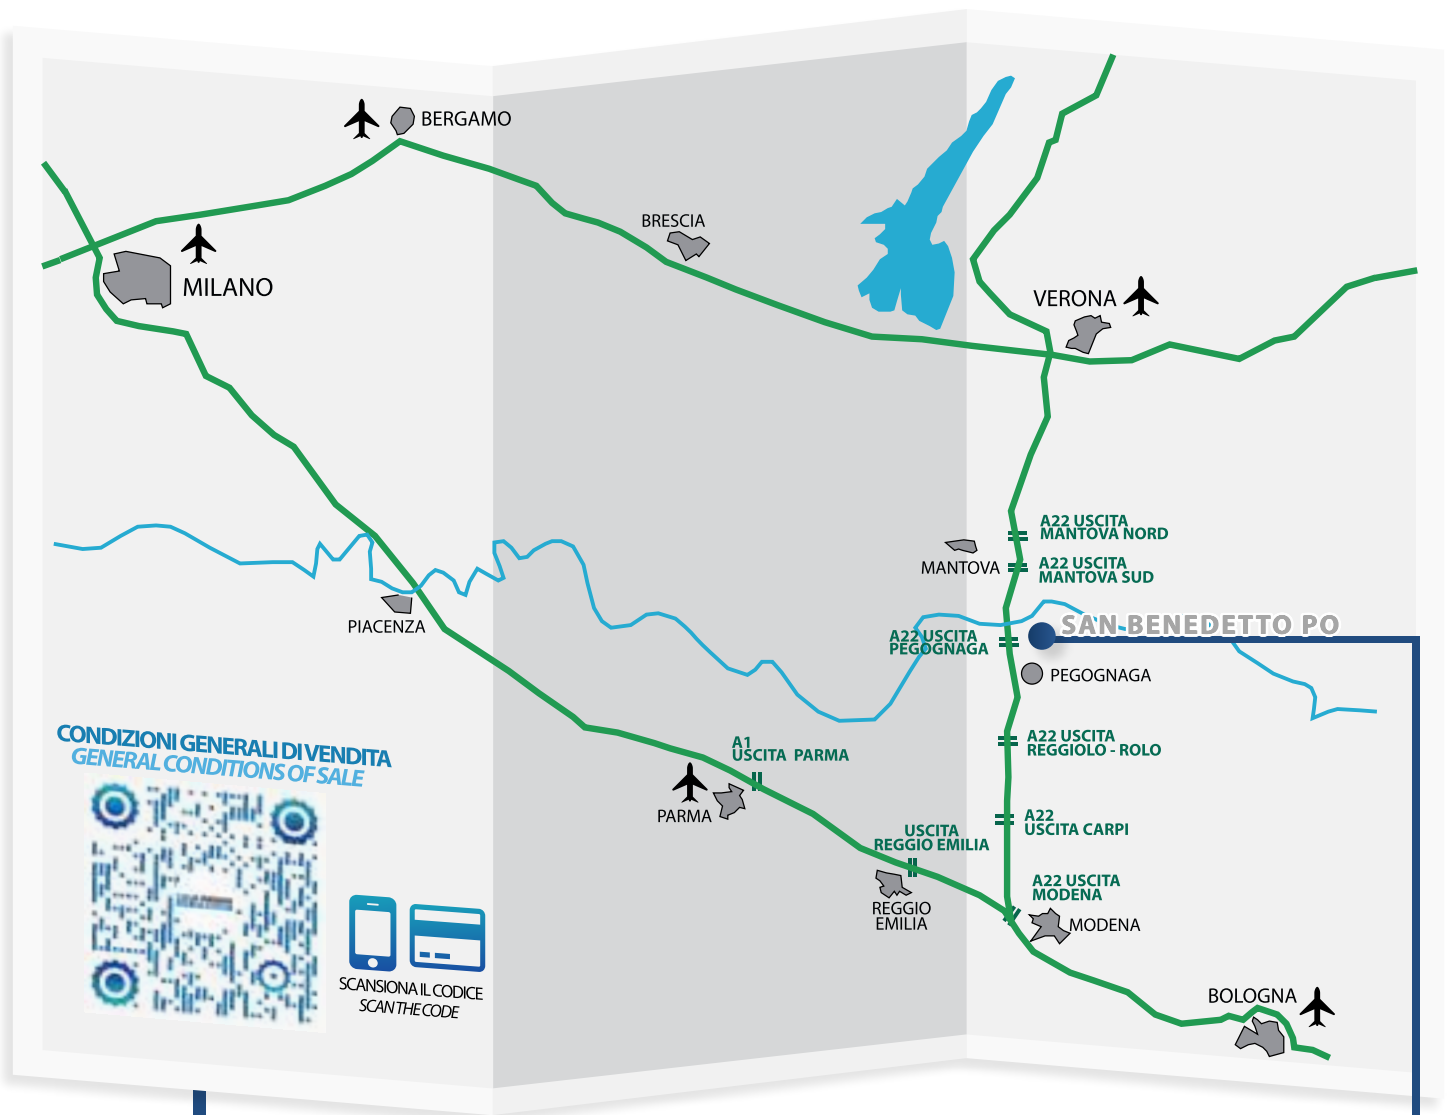 BERGAMO
BRESCIA
MILANO
VERONA
A22 USCITA
MANTOVA NORD
MANTOVA
A22 USCITA
MANTOVA SUD
PIACENZA
A22 USCITA
PEGOGNAGA
SAN BENEDETTO PO
PEGOGNAGA
CONDIZIONI GENERALI DI VENDITA
GENERAL CONDITIONS OF SALE
A1
USCITA PARMA
A22 USCITA
REGGIOLO - ROLO
PARMA
USCITA
REGGIO EMILIA
A22
USCITA CARPI
REGGIO
EMILIA
A22 USCITA
MODENA
MODENA
SCANSIONA IL CODICE
SCAN THE CODE
BOLOGNA